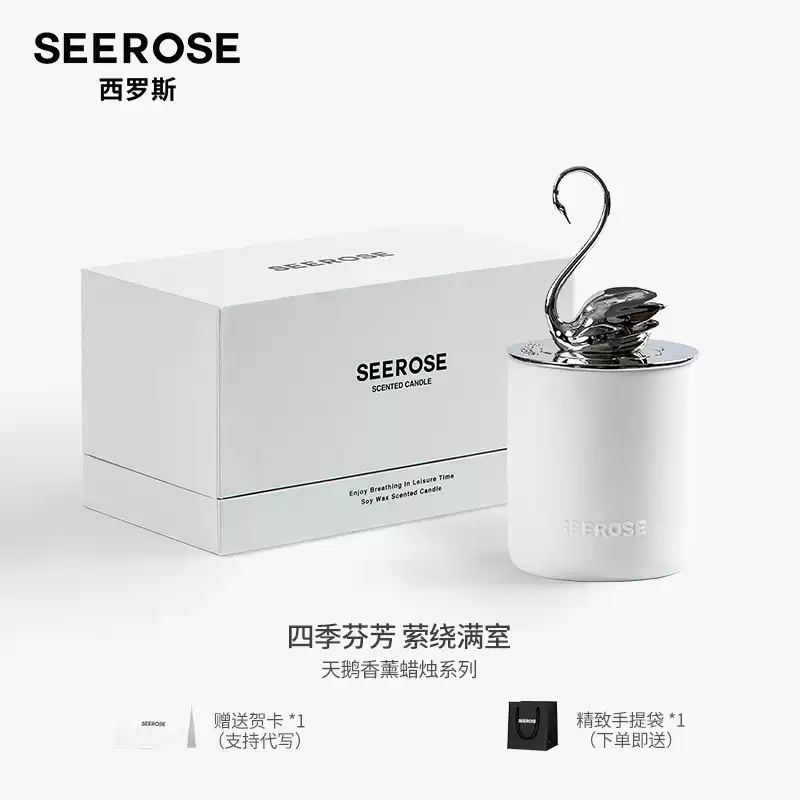 SEEROSE
西罗斯
SEEROSE
SEEROSE
SCENTED CANDLE
Enjoy Breathing In Leisure Time
Soy Wax Scented Candle
SEEROSE
四季芬芳 萦绕满室
天鹅香薰蜡烛系列
SEEROSE
赠送贺卡 *1
（支持代写）
SEEROSE
精致手提袋 *1
（下单即送）